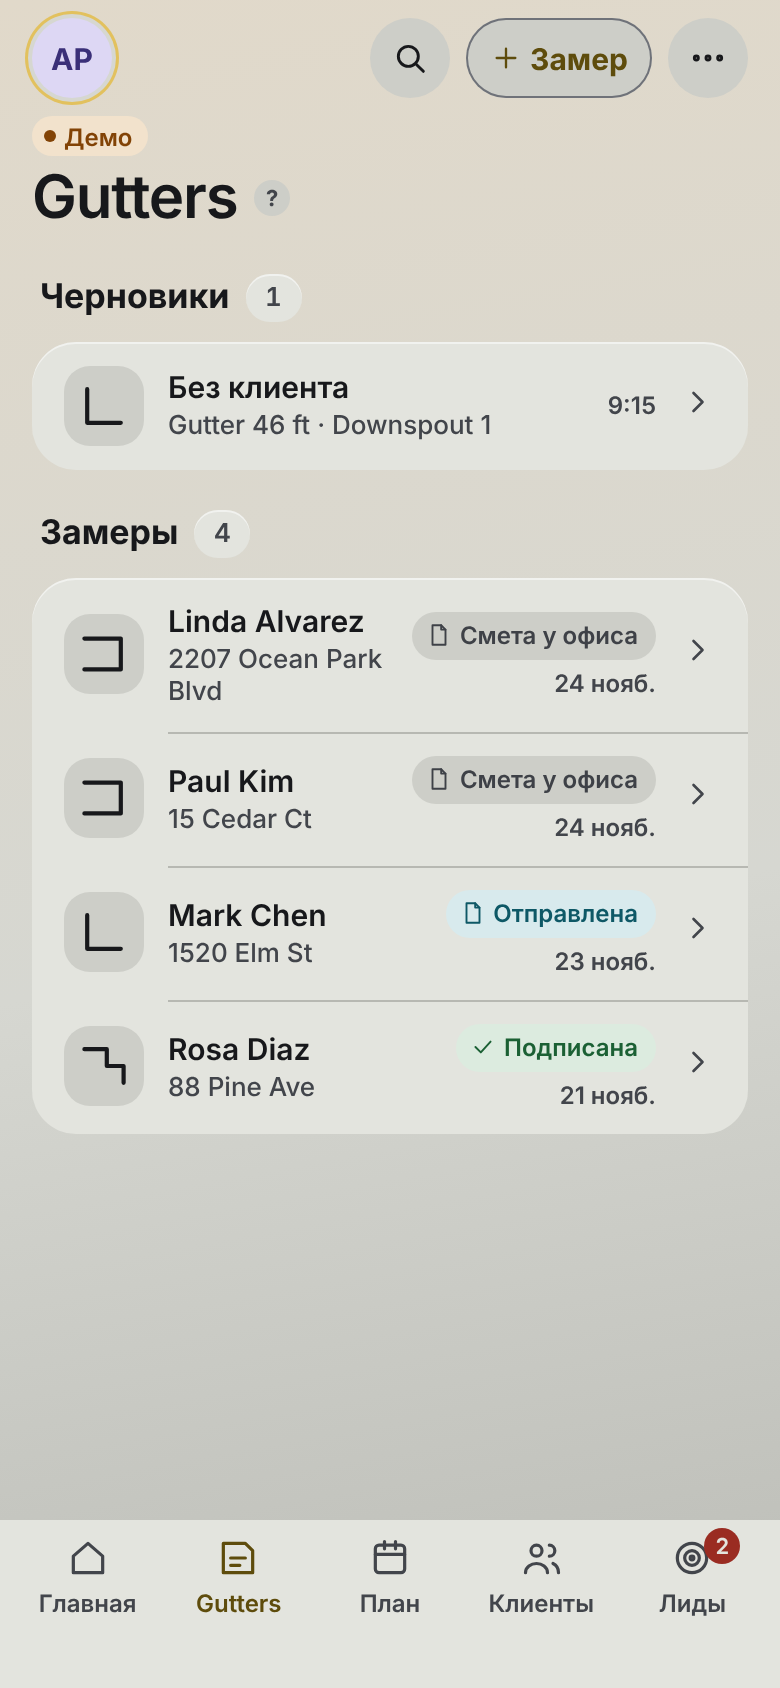 AP
+ Замер
Демо
Gutters ?
Черновики 1
Без клиента
Gutter 46 ft · Downspout 1
9:15
Замеры 4
Linda Alvarez
2207 Ocean Park
Blvd
Смета у офиса
24 нояб.
Paul Kim
15 Cedar Ct
Смета у офиса
24 нояб.
Mark Chen
1520 Elm St
Отправлена
23 нояб.
Rosa Diaz
88 Pine Ave
Подписана
21 нояб.
Главная
Gutters
План
Клиенты
2
Лиды